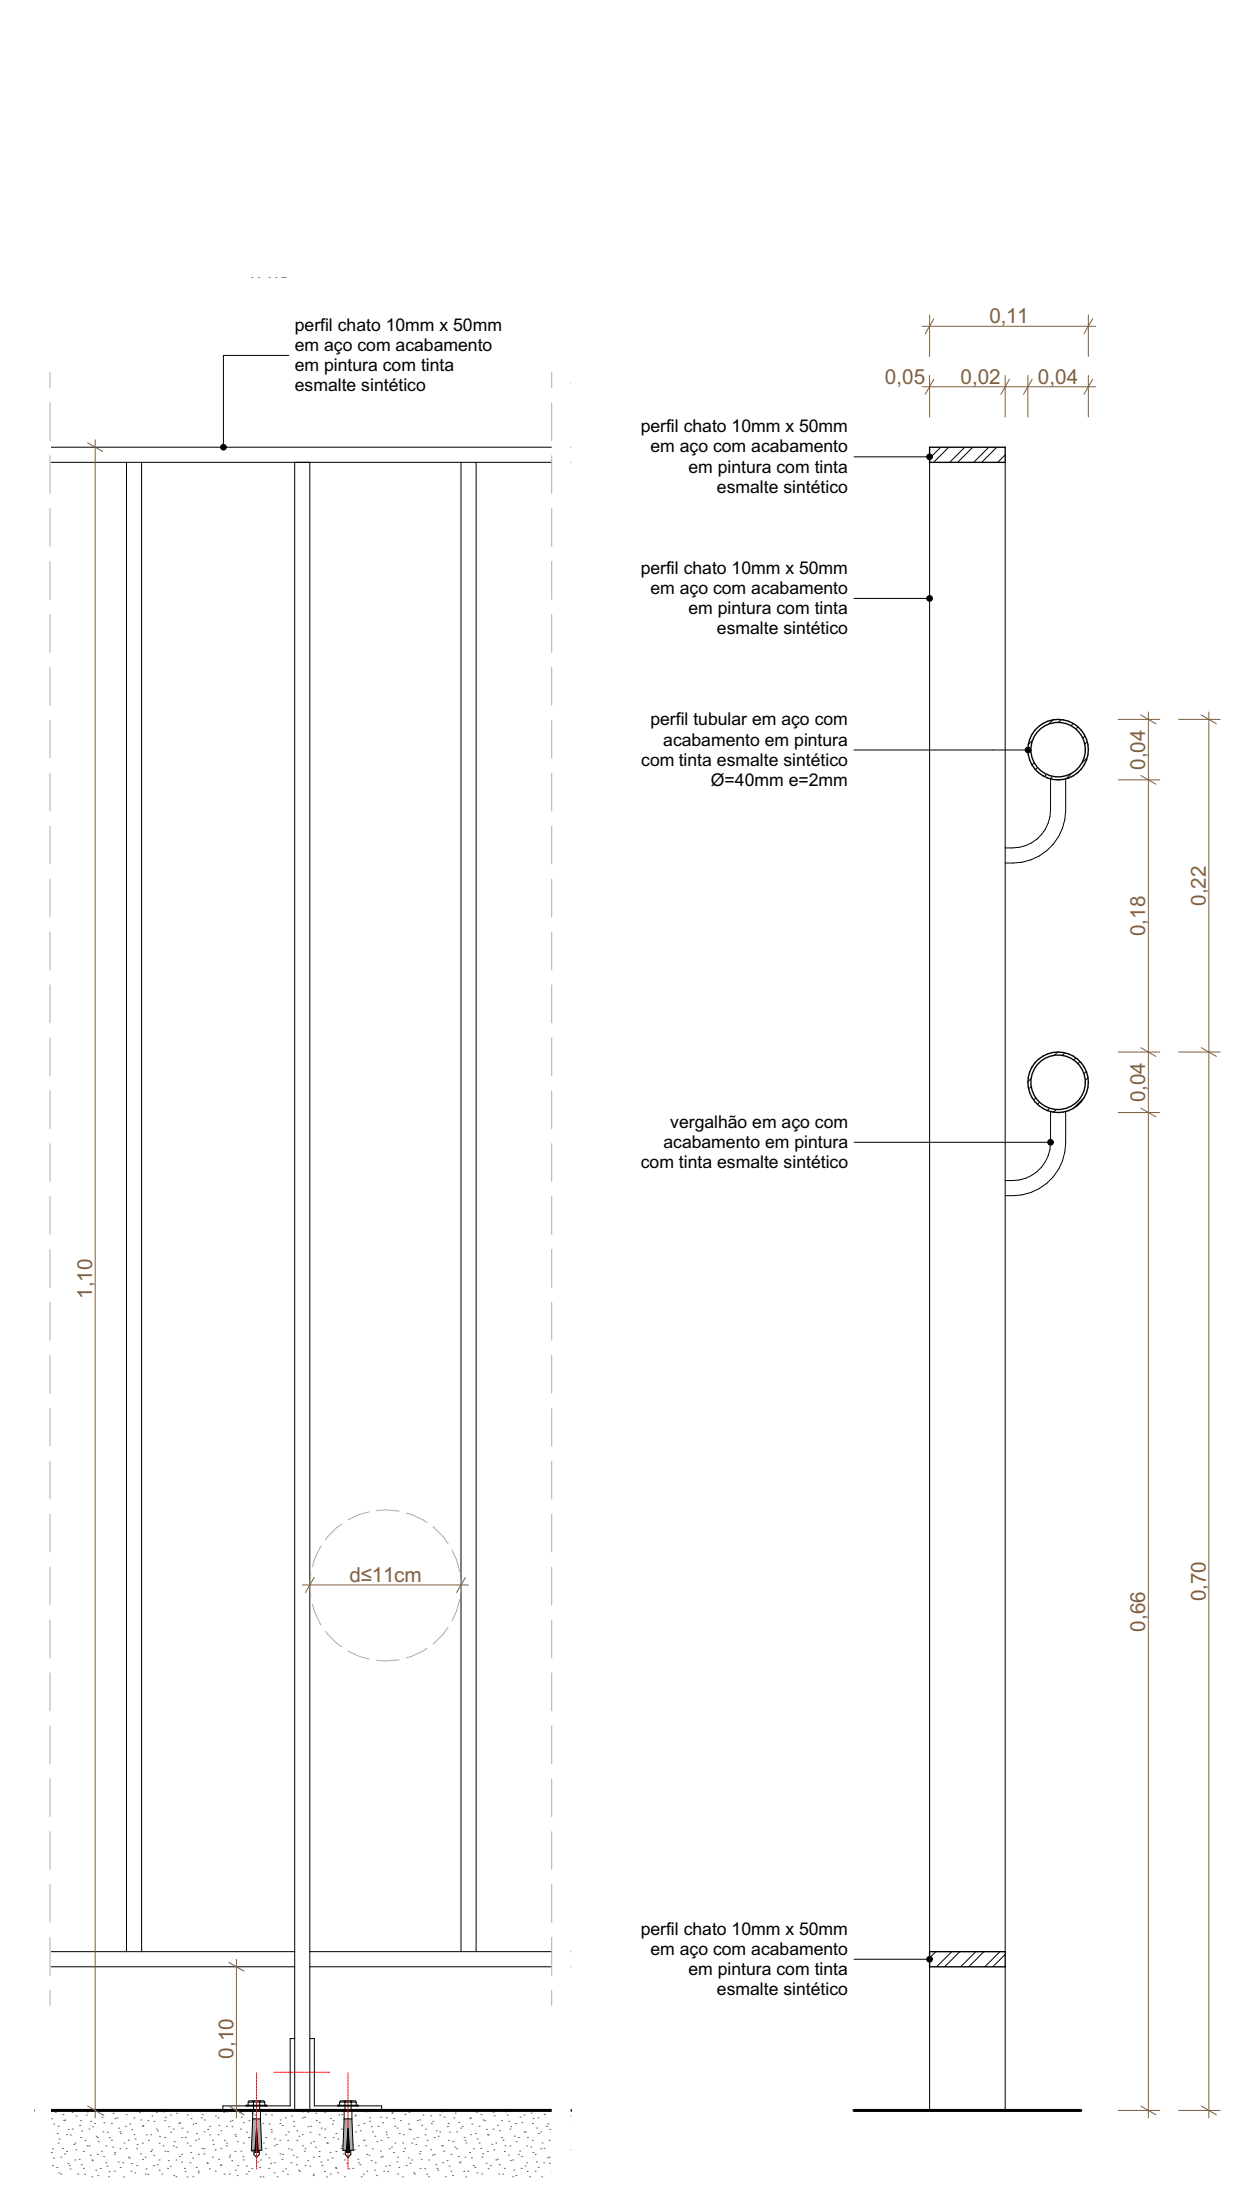 perfil chato 10mm x 50mm
em aço com acabamento
em pintura com tinta
esmalte sintético
1,10
d≤11cm
0,10
0,11
0,05
0,02
0,04
perfil chato 10mm x 50mm
em aço com acabamento
em pintura com tinta
esmalte sintético
perfil chato 10mm x 50mm
em aço com acabamento
em pintura com tinta
esmalte sintético
perfil tubular em aço com
acabamento em pintura
com tinta esmalte sintético
Ø=40mm e=2mm
0,04
0,18
0,22
0,04
vergalhão em aço com
acabamento em pintura
com tinta esmalte sintético
0,66
0,70
perfil chato 10mm x 50mm
em aço com acabamento
em pintura com tinta
esmalte sintético